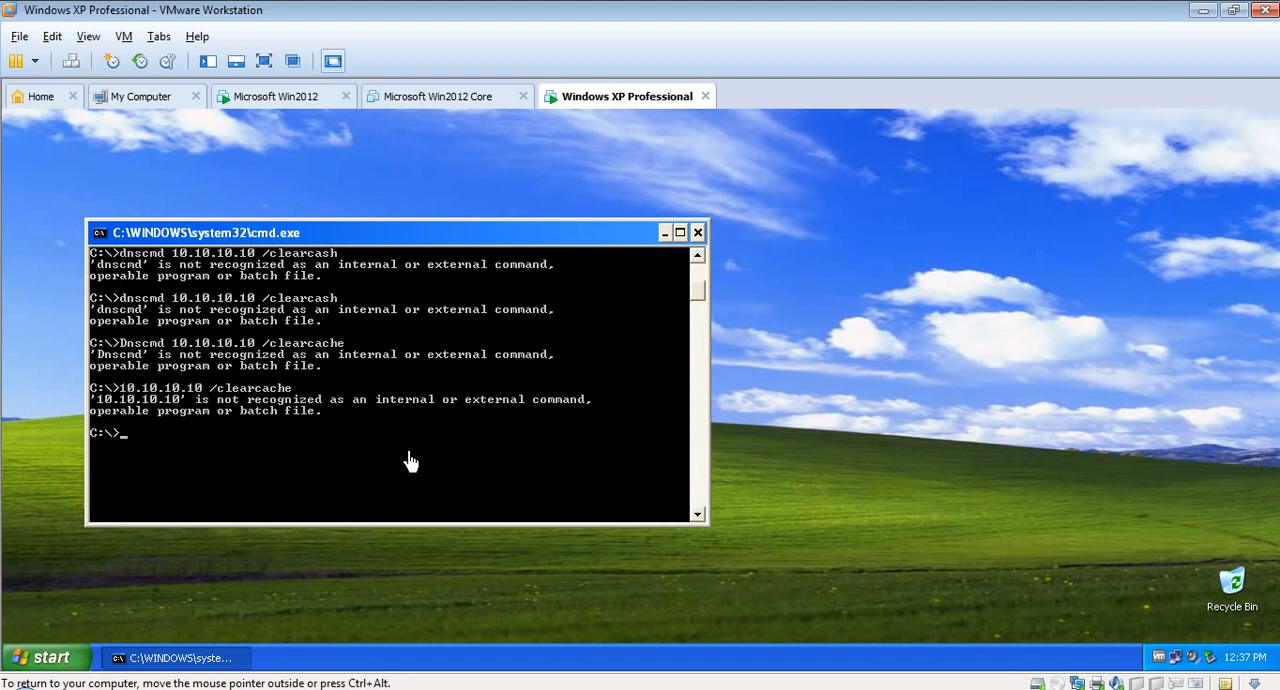 Windows XP Professional - VMware Workstation
File Edit View VM Tabs Help
Home My Computer Microsoft Win2012 Microsoft Win2012 Core Windows XP Professional
C:\WINDOWS\system32\cmd.exe
C:\>dnscmd 10.10.10.10 /clearcash
'dnscmd' is not recognized as an internal or external command,
operable program or batch file.
C:\>dnscmd 10.10.10.10 /clearcash
'dnscmd' is not recognized as an internal or external command,
operable program or batch file.
C:\>Dnscmd 10.10.10.10 /clearcache
'Dnscmd' is not recognized as an internal or external command,
operable program or batch file.
C:\>10.10.10.10 /clearcache
'10.10.10.10' is not recognized as an internal or external command,
operable program or batch file.
C:\>_
Recycle Bin
start C:\WINDOWS\syste... vm 12:37 PM
To return to your computer, move the mouse pointer outside or press Ctrl+Alt.